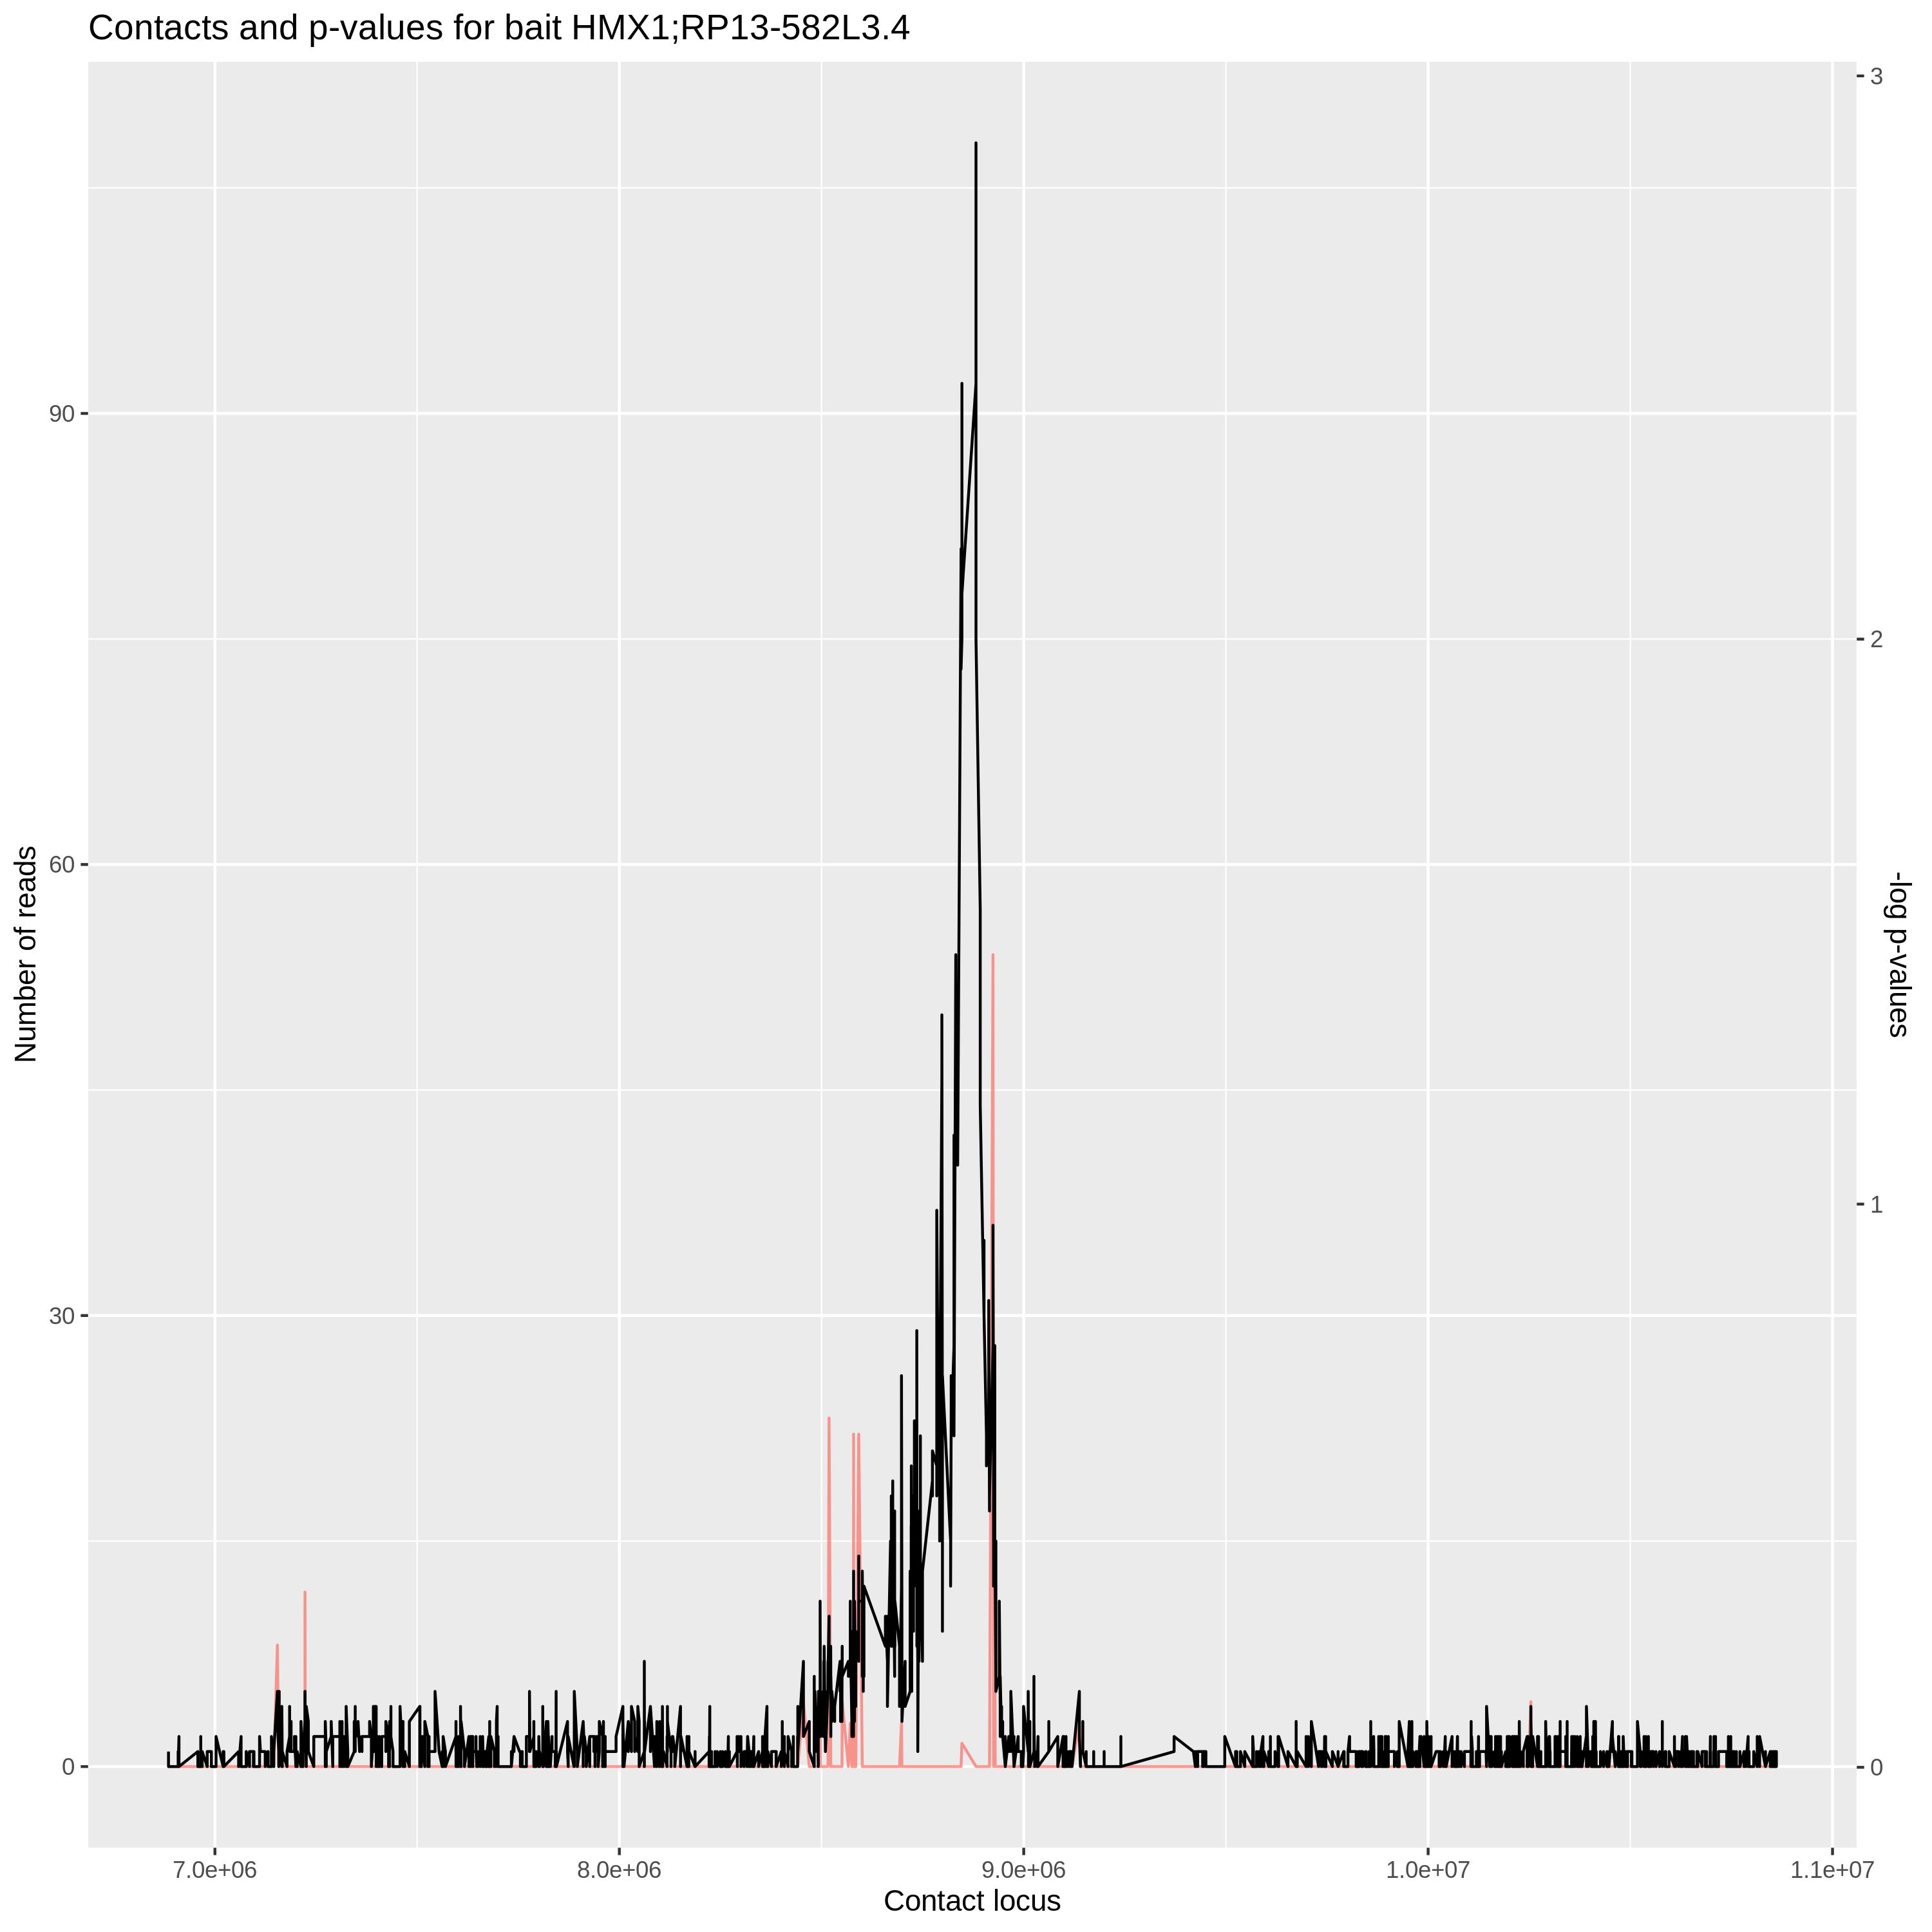 Contacts and p-values for bait HMX1;RP13-582L3.4
3
90
2
60
Number of reads
-log p-values
1
30
0
0
7.0e+06
8.0e+06
9.0e+06
1.0e+07
1.1e+07
Contact locus